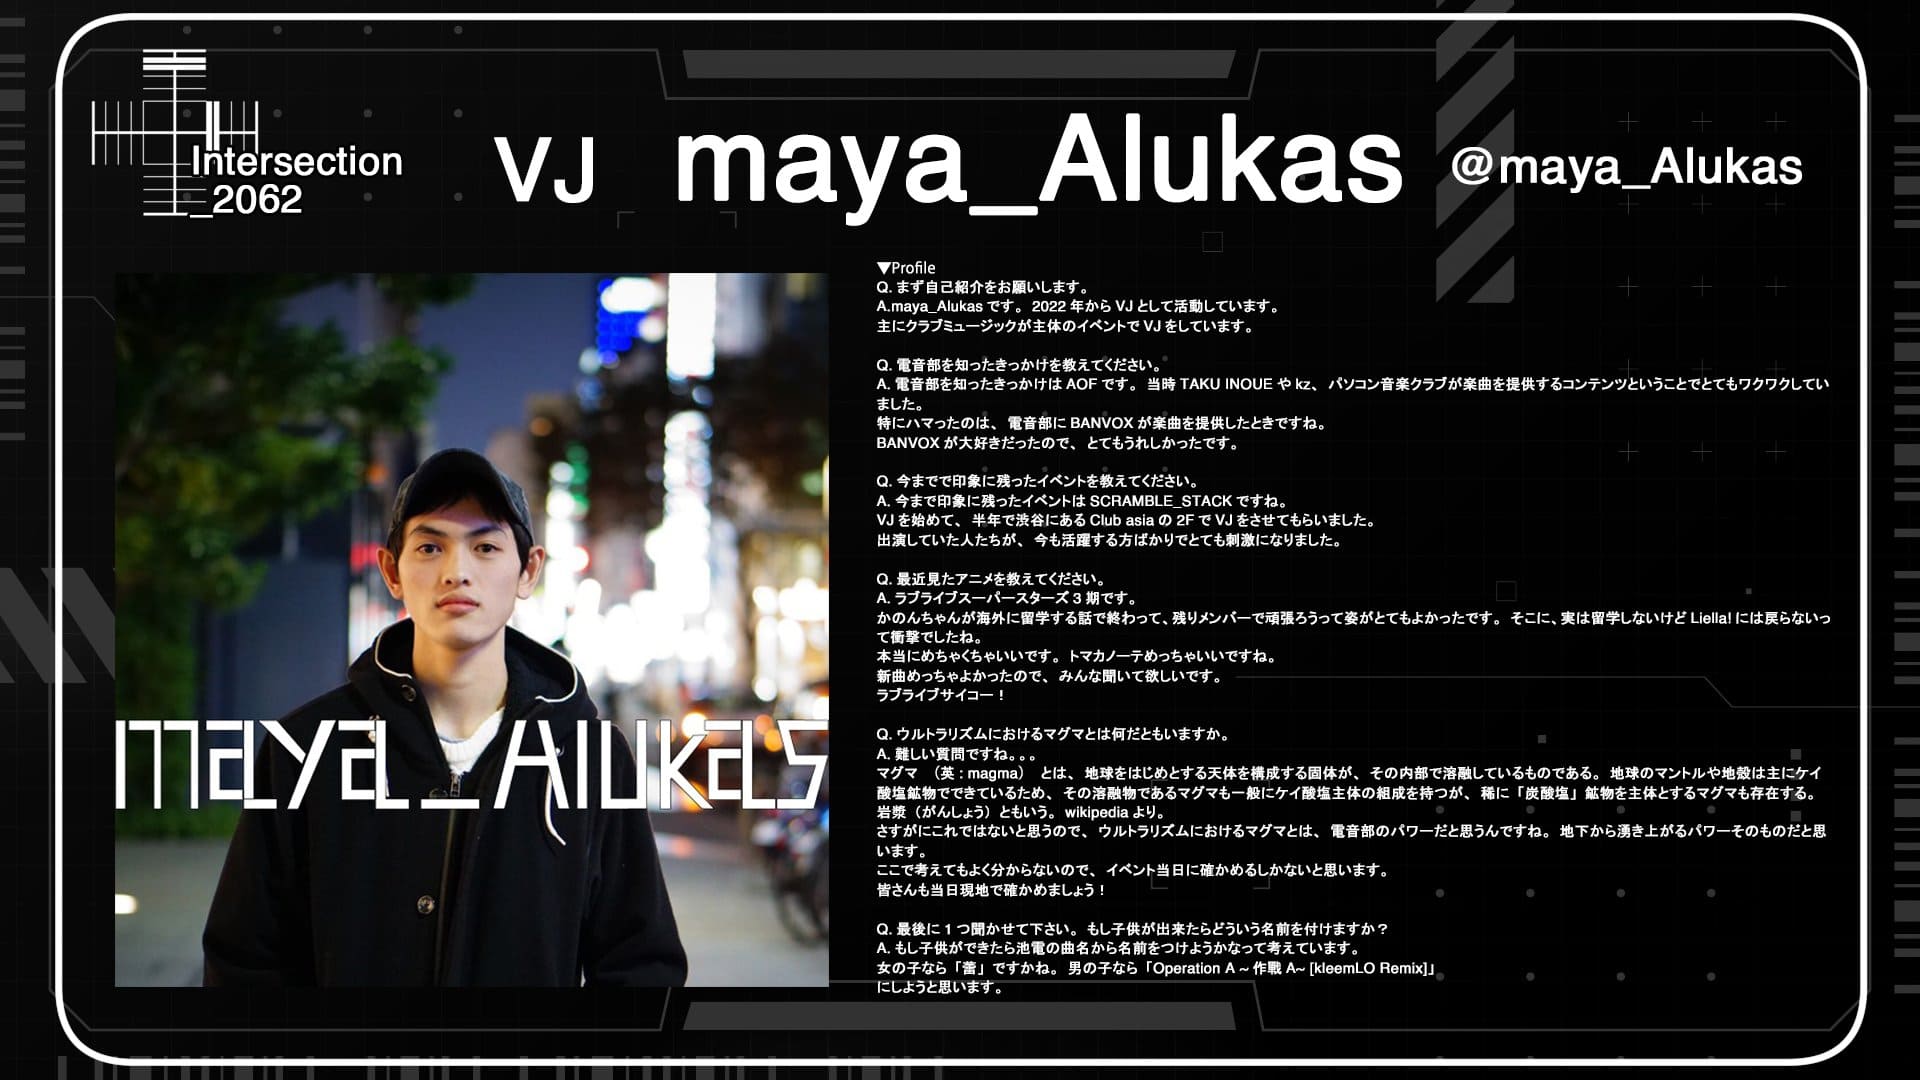 Intersection
_2062
VJ maya_Alukas @maya_Alukas
▼Profile
Q. まず自己紹介をお願いします。
A.maya_Alukas です。 2022 年から VJ として活動しています。
主にクラブミュージックが主体のイベントで VJ をしています。
Q. 電音部を知ったきっかけを教えてください。
A. 電音部を知ったきっかけは AOF です。 当時 TAKU INOUE や kz、 パソコン音楽クラブが楽曲を提供するコンテンツということでとてもワクワクしてい
ました。
特にハマったのは、 電音部に BANVOX が楽曲を提供したときですね。
BANVOX が大好きだったので、 とてもうれしかったです。
Q. 今までで印象に残ったイベントを教えてください。
A. 今まで印象に残ったイベントは SCRAMBLE_STACK ですね。
VJ を始めて、 半年で渋谷にある Club asia の 2F で VJ をさせてもらいました。
出演していた人たちが、 今も活躍する方ばかりでとても刺激になりました。
Q. 最近見たアニメを教えてください。
A. ラブライブスーパースターズ 3 期です。
かのんちゃんが海外に留学する話で終わって、残りメンバーで頑張ろうって姿がとてもよかったです。 そこに、実は留学しないけど Liella! には戻らないっ
て衝撃でしたね。
本当にめちゃくちゃいいです。 トマカノーテめっちゃいいですね。
新曲めっちゃよかったので、 みんな聞いて欲しいです。
ラブライブサイコー！
Q. ウルトラリズムにおけるマグマとは何だともいますか。
A. 難しい質問ですね。。。
マグマ （英 : magma） とは、 地球をはじめとする天体を構成する固体が、 その内部で溶融しているものである。 地球のマントルや地殻は主にケイ
酸塩鉱物でできているため、 その溶融物であるマグマも一般にケイ酸塩主体の組成を持つが、 稀に「炭酸塩」鉱物を主体とするマグマも存在する。
岩漿（がんしょう）ともいう。 wikipedia より。
さすがにこれではないと思うので、 ウルトラリズムにおけるマグマとは、 電音部のパワーだと思うんですね。 地下から湧き上がるパワーそのものだと思
います。
ここで考えてもよく分からないので、 イベント当日に確かめるしかないと思います。
皆さんも当日現地で確かめましょう！
Q. 最後に 1 つ聞かせて下さい。 もし子供が出来たらどういう名前を付けますか？
A. もし子供ができたら池電の曲名から名前をつけようかなって考えています。
女の子なら「蕾」ですかね。 男の子なら「Operation A ~ 作戦 A~ [kleemLO Remix]」
にしようと思います。
maya_Alukas